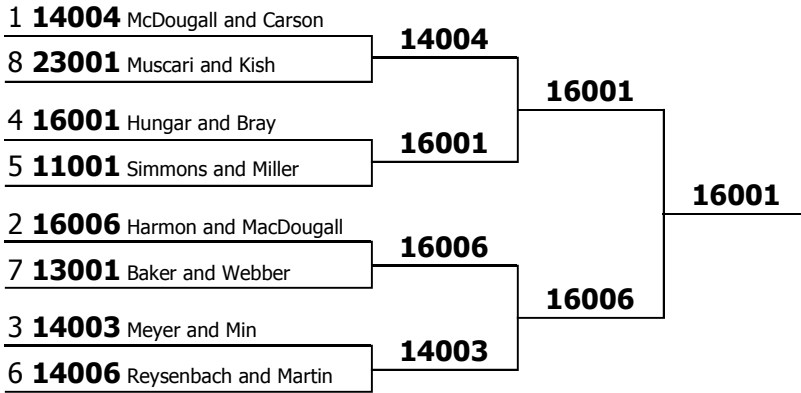 1 14004 McDougall and Carson
14004
8 23001 Muscari and Kish
16001
4 16001 Hungar and Bray
16001
5 11001 Simmons and Miller
16001
2 16006 Harmon and MacDougall
16006
7 13001 Baker and Webber
16006
3 14003 Meyer and Min
14003
6 14006 Reysenbach and Martin